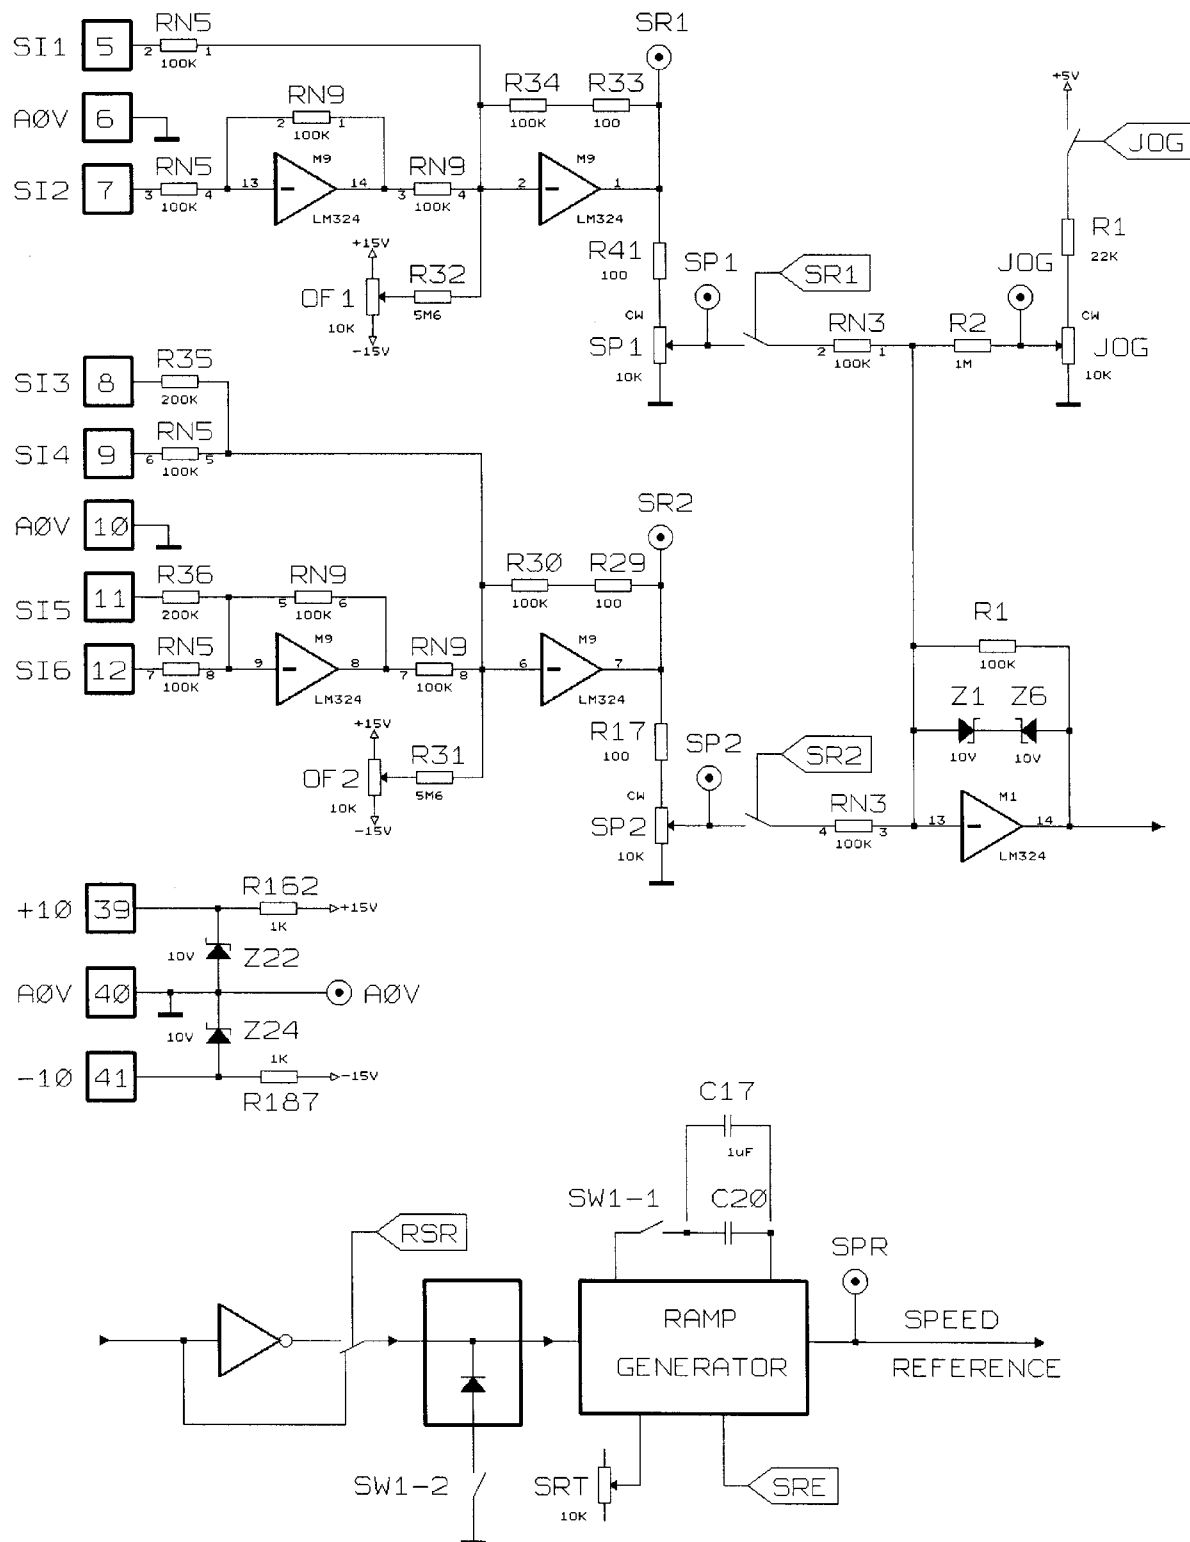 SI1 5 RN5 2 1 100K
SR1
R34 100K R33 100
+5V
JOG
AØV 6
RN9 2 1 100K
SI2 7 RN5 3 4 100K
13 M9 14 LM324
RN9 3 4 100K
2 M9 1 LM324
+15V
OF1 10K
-15V
R32 5M6
R41 100
SP1
SR1
JOG
R1 22K
CW
SP1 10K
RN3 2 1 100K
R2 1M
CW
JOG 10K
SI3 8 R35 200K
SI4 9 RN5 6 5 100K
AØV 10
SR2
R30 100K R29 100
SI5 11 R36 200K
RN9 5 6 100K
SI6 12 RN5 7 8 100K
9 M9 8 LM324
RN9 7 8 100K
6 M9 7 LM324
R1 100K
Z1 10V Z6 10V
+15V
OF2 10K
-15V
R31 5M6
R17 100
SP2
SR2
CW
SP2 10K
RN3 4 3 100K
13 M1 14 LM324
+1Ø 39 R162 1K +15V
10V Z22
AØV 40 AØV
10V Z24
-1Ø 41 1K -15V
R187
C17 1uF
SW1-1 C2Ø
RSR
SPR
RAMP
GENERATOR
SPEED
REFERENCE
SW1-2
SRT 10K
SRE